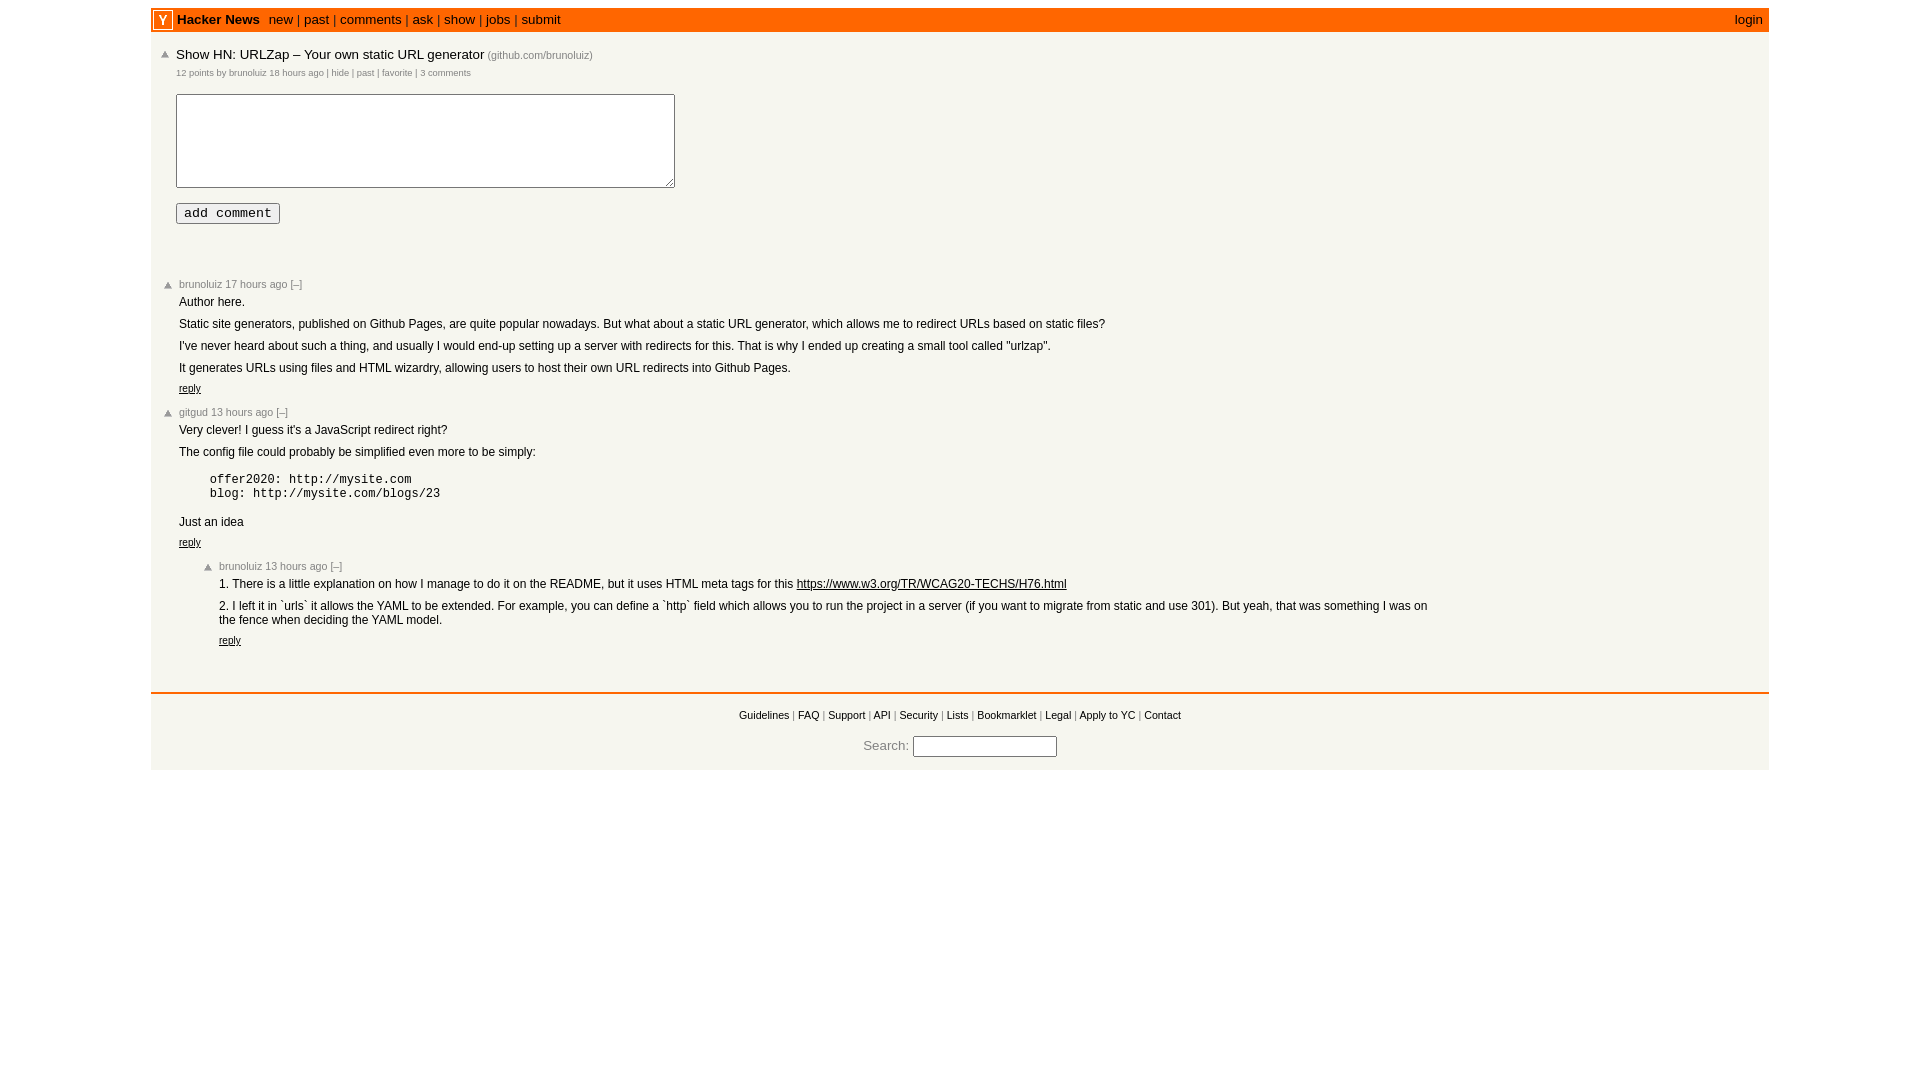 Y Hacker News new | past | comments | ask | show | jobs | submit login
Show HN: URLZap – Your own static URL generator (github.com/brunoluiz)
12 points by brunoluiz 18 hours ago | hide | past | favorite | 3 comments
add comment
brunoluiz 17 hours ago [–]
Author here.
Static site generators, published on Github Pages, are quite popular nowadays. But what about a static URL generator, which allows me to redirect URLs based on static files?
I've never heard about such a thing, and usually I would end-up setting up a server with redirects for this. That is why I ended up creating a small tool called "urlzap".
It generates URLs using files and HTML wizardry, allowing users to host their own URL redirects into Github Pages.
reply
gitgud 13 hours ago [–]
Very clever! I guess it's a JavaScript redirect right?
The config file could probably be simplified even more to be simply:
offer2020: http://mysite.com
blog: http://mysite.com/blogs/23
Just an idea
reply
brunoluiz 13 hours ago [–]
1. There is a little explanation on how I manage to do it on the README, but it uses HTML meta tags for this https://www.w3.org/TR/WCAG20-TECHS/H76.html
2. I left it in `urls` it allows the YAML to be extended. For example, you can define a `http` field which allows you to run the project in a server (if you want to migrate from static and use 301). But yeah, that was something I was on
the fence when deciding the YAML model.
reply
Guidelines | FAQ | Support | API | Security | Lists | Bookmarklet | Legal | Apply to YC | Contact
Search: